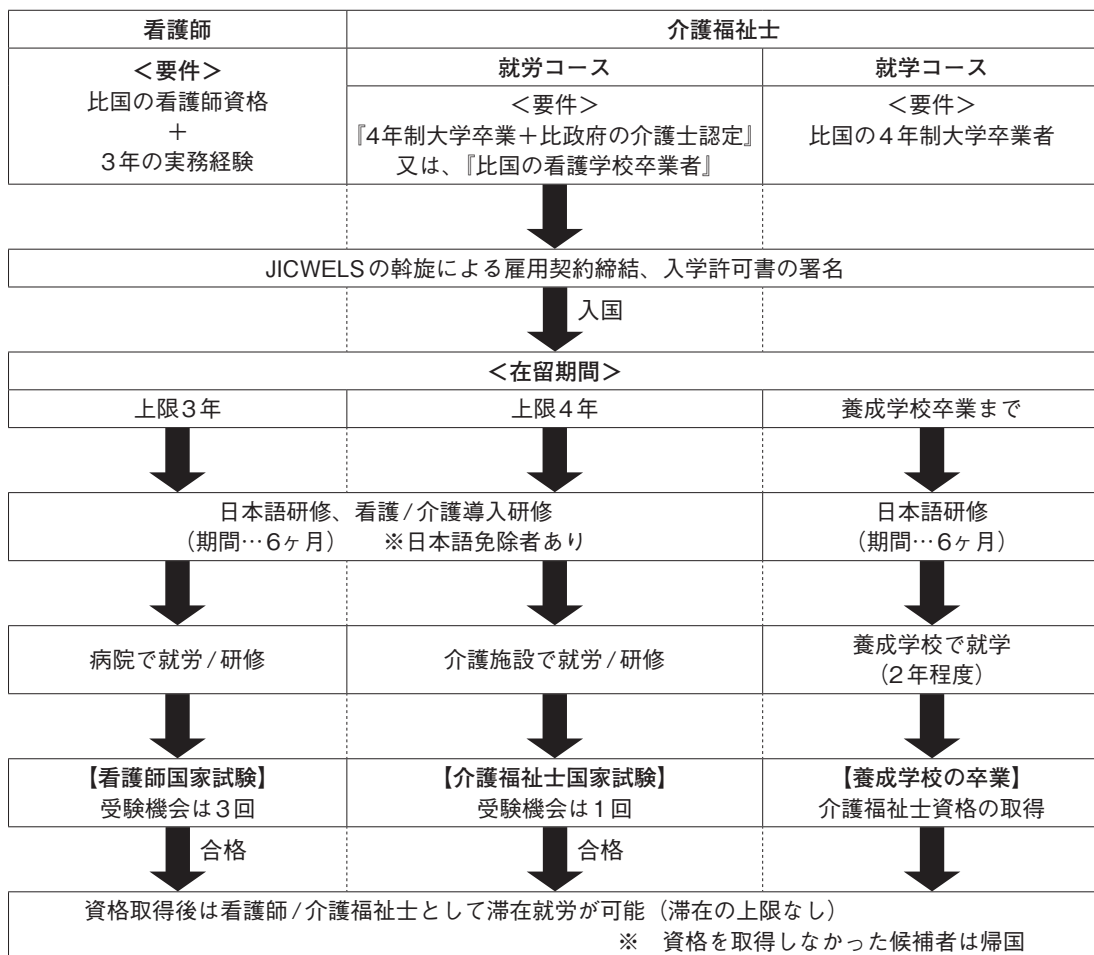 看護師
介護福祉士
＜要件＞
比国の看護師資格
＋
３年の実務経験
就労コース
＜要件＞
『4年制大学卒業＋比政府の介護士認定』
又は、『比国の看護学校卒業者』
就学コース
＜要件＞
比国の４年制大学卒業者
JICWELSの斡旋による雇用契約締結、入学許可書の署名
入国
＜在留期間＞
上限３年
上限４年
養成学校卒業まで
日本語研修、看護/介護導入研修
（期間…６ヶ月）　※日本語免除者あり
日本語研修
（期間…６ヶ月）
病院で就労/研修
介護施設で就労/研修
養成学校で就学
（２年程度）
【看護師国家試験】
受験機会は３回
【介護福祉士国家試験】
受験機会は１回
【養成学校の卒業】
介護福祉士資格の取得
合格
合格
資格取得後は看護師/介護福祉士として滞在就労が可能（滞在の上限なし）
※　資格を取得しなかった候補者は帰国